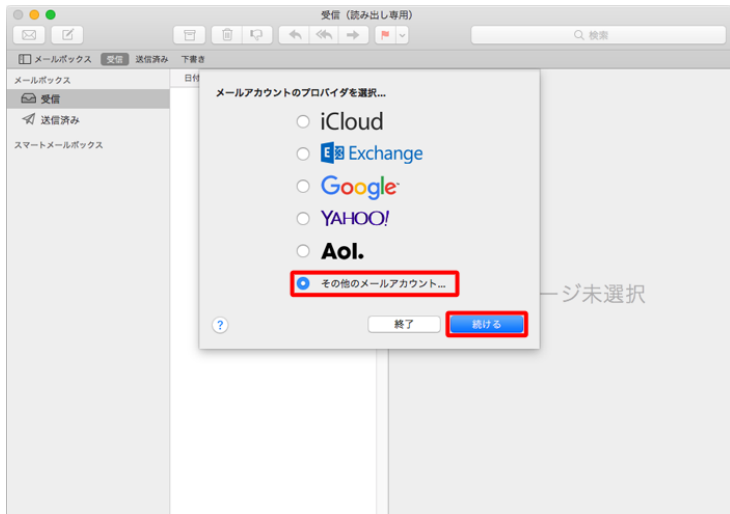 受信（読み出し専用）
検索
メールボックス 受信 送信済み 下書き
メールボックス
受信
送信済み
スマートメールボックス
日付
メールアカウントのプロバイダを選択...
iCloud
E Exchange
Google
YAHOO!
Aol.
その他のメールアカウント...
ージ未選択
? 終了 続ける